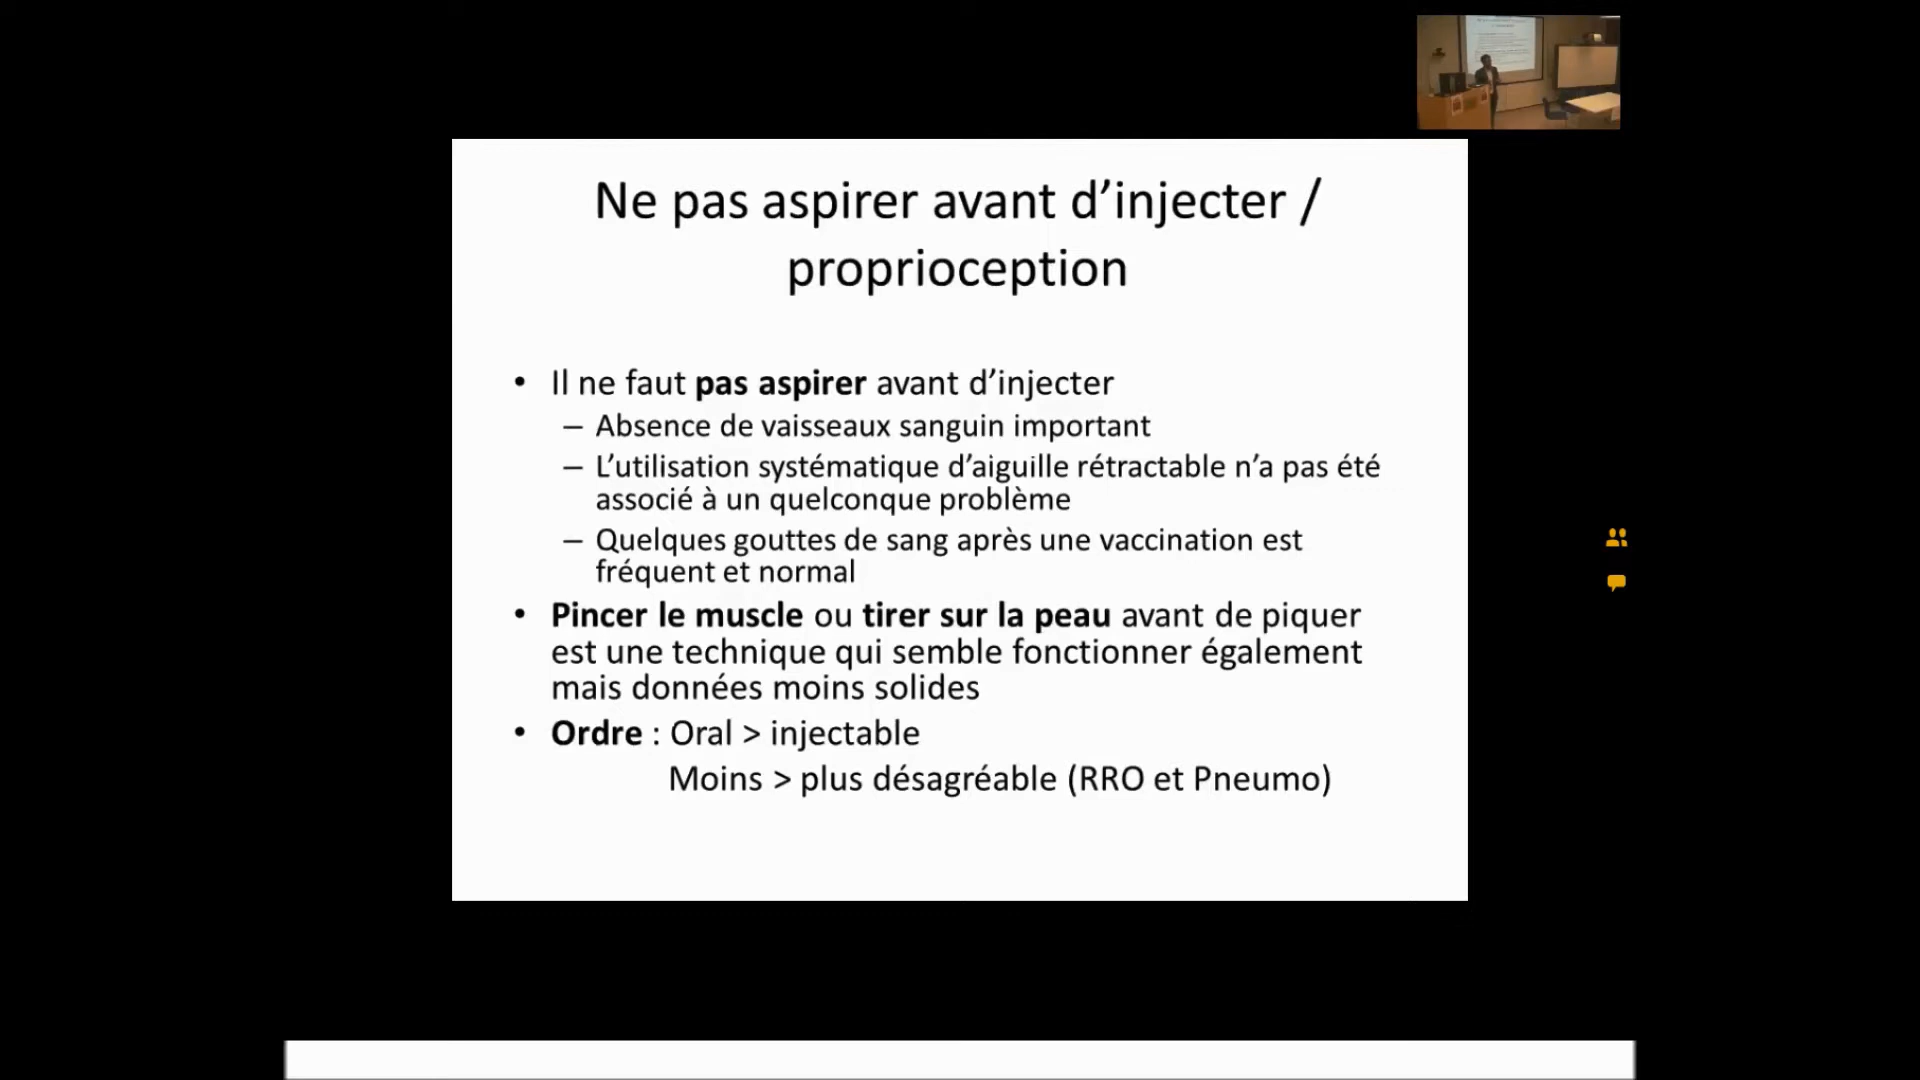 Ne pas aspirer avant d’injecter /
proprioception
• Il ne faut pas aspirer avant d’injecter
– Absence de vaisseaux sanguin important
– L’utilisation systématique d’aiguille rétractable n’a pas été
associé à un quelconque problème
– Quelques gouttes de sang après une vaccination est
fréquent et normal
• Pincer le muscle ou tirer sur la peau avant de piquer
est une technique qui semble fonctionner également
mais données moins solides
• Ordre : Oral > injectable
Moins > plus désagréable (RRO et Pneumo)